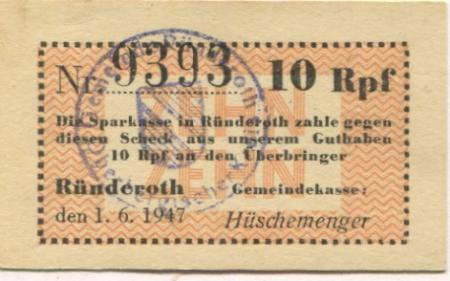 Nr. 9393 10 Rpf
ZEHN
Die Sparkasse in Ründeroth zahle gegen
diesen Scheck aus unserem Guthaben
10 Rpf an den Überbringer
ZEHN
Ründeroth Gemeindekasse:
den 1. 6. 1947 Hüschemenger